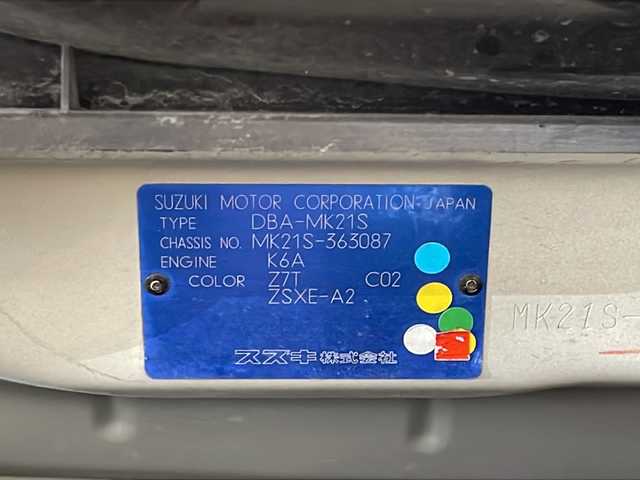 SUZUKI MOTOR CORPORATION JAPAN
TYPE DBA-MK21S
CHASSIS NO. MK21S-363087
ENGINE K6A
COLOR Z7T C02
ZSXE-A2
スズキ株式会社
MK21S-